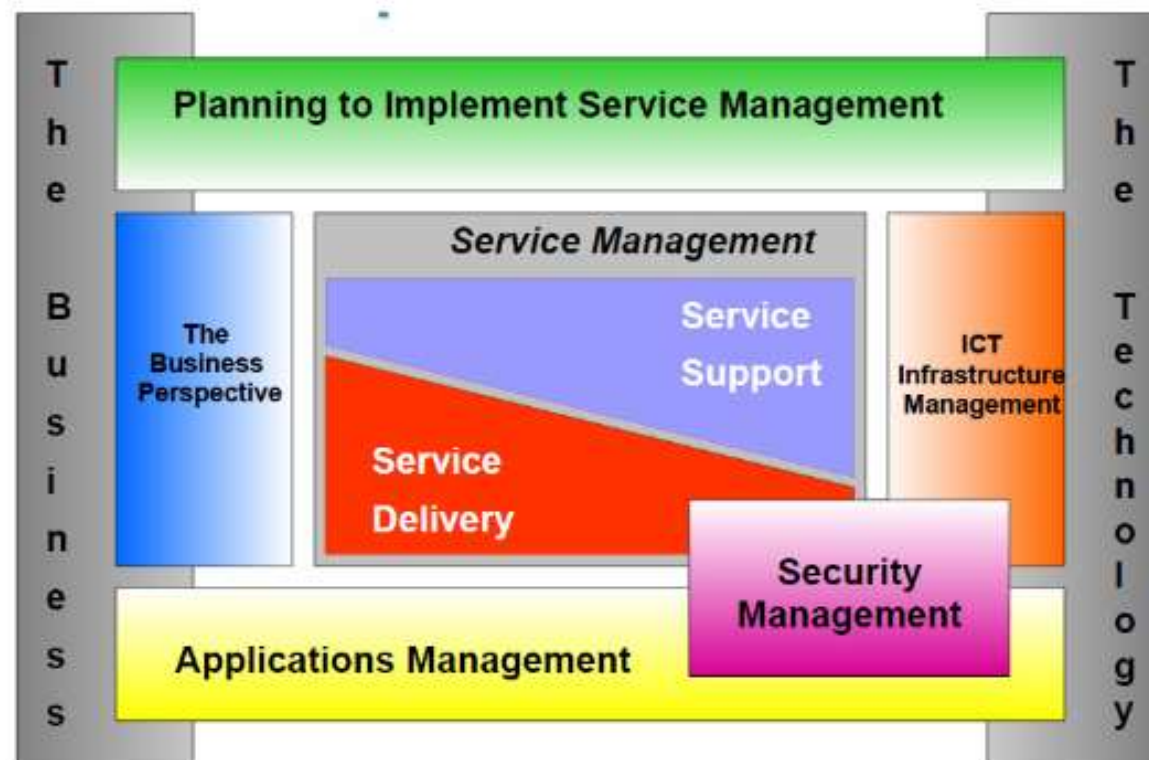 The Business
Planning to Implement Service Management
The Technology
Service Management
The
Business
Perspective
Service
Support
Service
Delivery
ICT
Infrastructure
Management
Security
Management
Applications Management